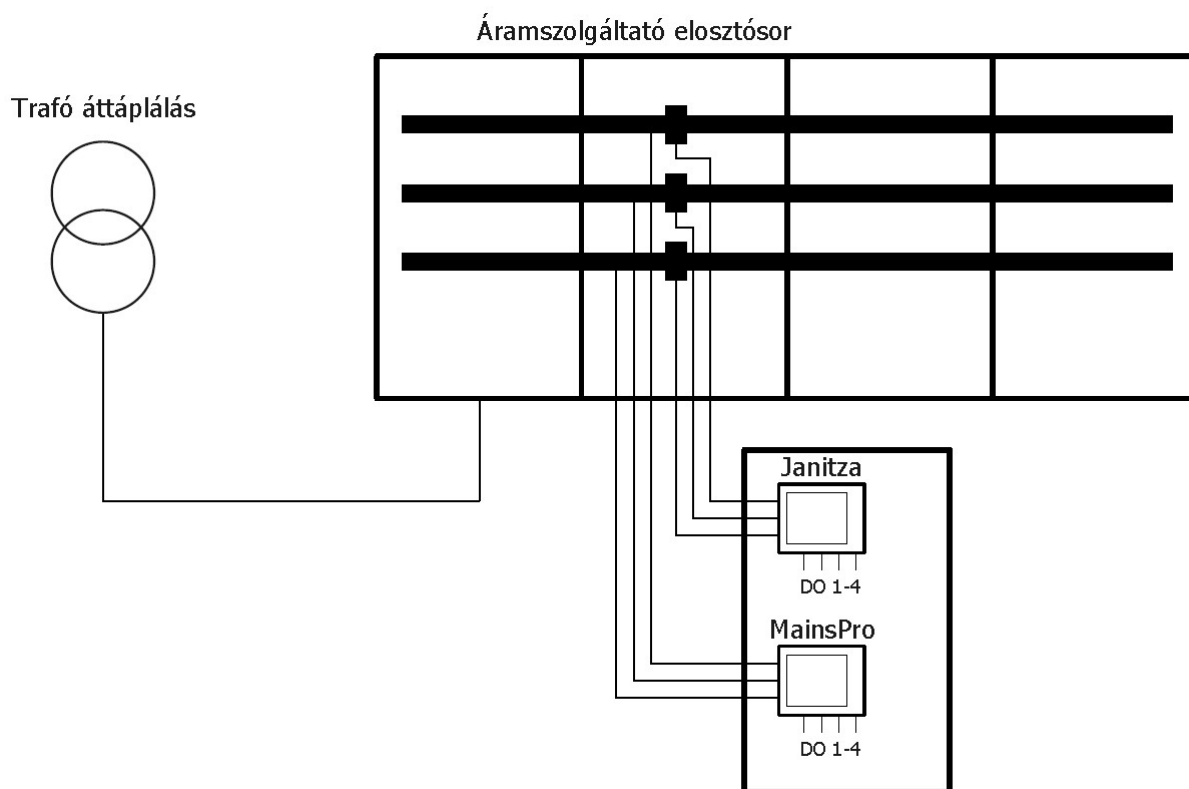 Áramszolgáltató elosztósor
Trafó áttáplálás
Janitza
DO 1-4
MainsPro
DO 1-4